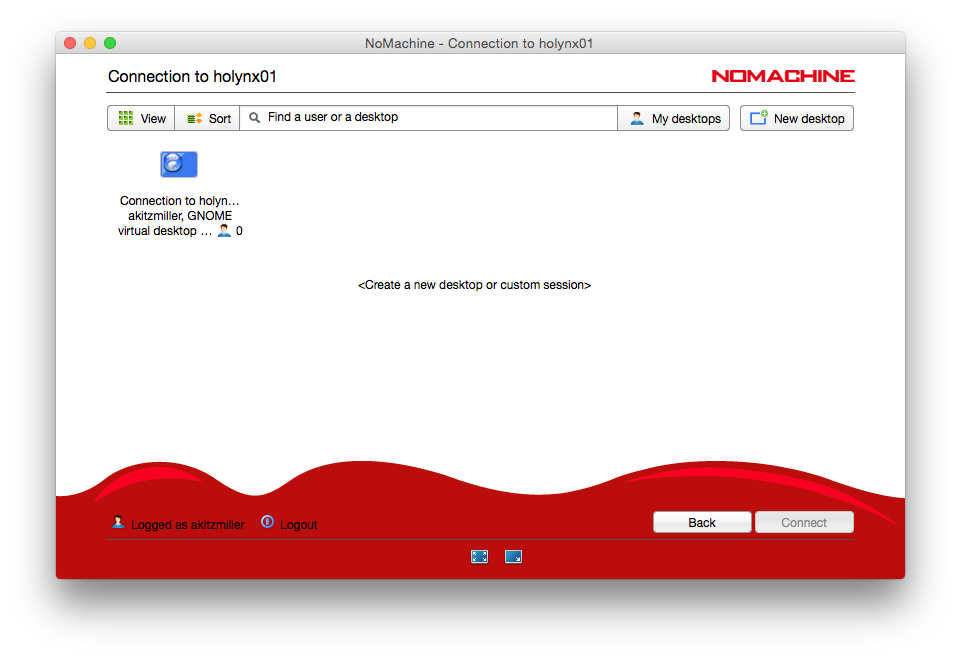 NoMachine - Connection to holynx01
Connection to holynx01
NOMACHINE
View
Sort
Find a user or a desktop
My desktops
New desktop
Connection to holyn...
akitzmiller, GNOME
virtual desktop ... 0
<Create a new desktop or custom session>
Logged as akitzmiller
Logout
Back
Connect